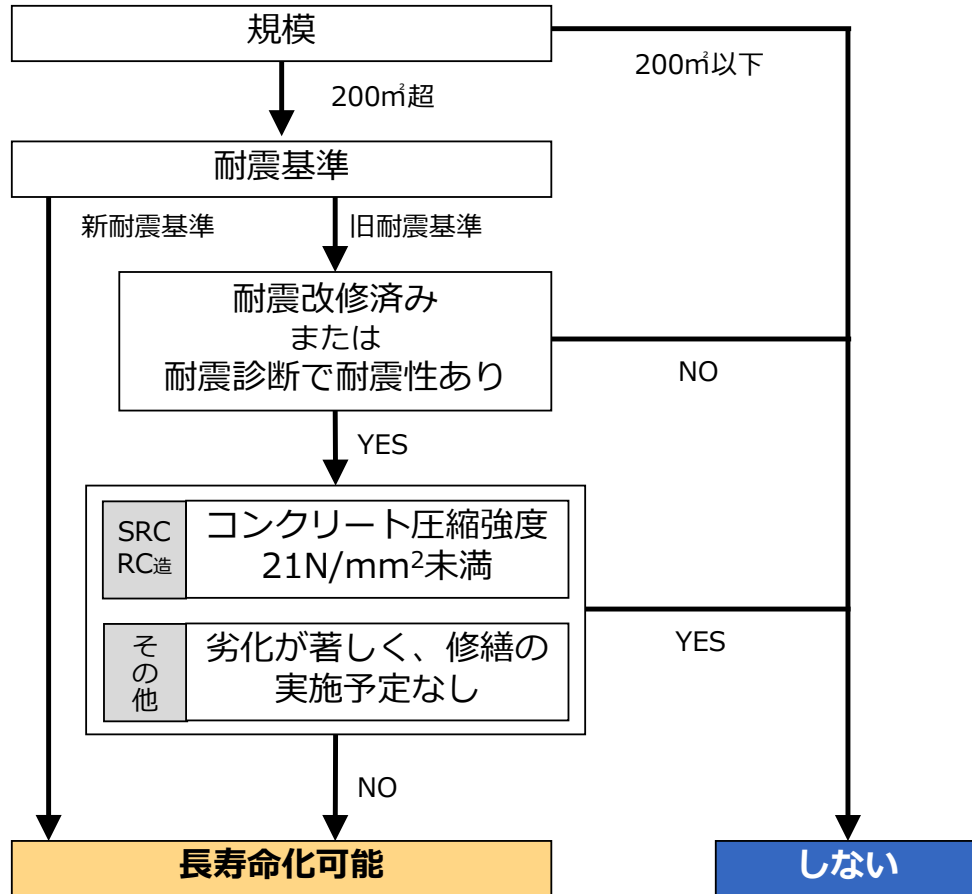 規模
200㎡以下
200㎡超
耐震基準
新耐震基準
旧耐震基準
耐震改修済み
または
耐震診断で耐震性あり
NO
YES
SRC
RC造
コンクリート圧縮強度
21N/mm²未満
その他
劣化が著しく、修繕の
実施予定なし
YES
NO
長寿命化可能
しない